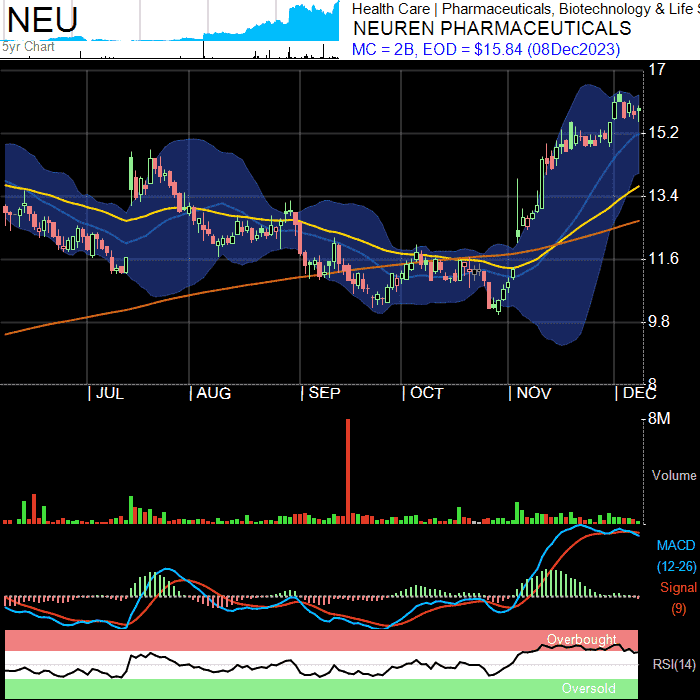 NEU
5yr Chart
Health Care | Pharmaceuticals, Biotechnology & Life S
NEUREN PHARMACEUTICALS
MC = 2B, EOD = $15.84 (08Dec2023)
17
15.2
13.4
11.6
9.8
8
| JUL | AUG | SEP | OCT | NOV | DEC
8M
Volume
MACD
(12-26)
Signal
(9)
Overbought
RSI(14)
Oversold